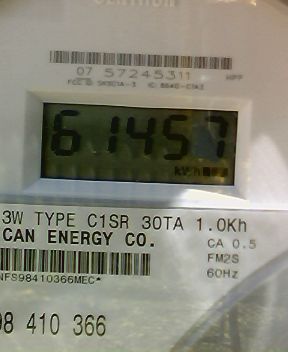 07 57245311
61457
kWh
3W TYPE C1SR 30TA 1.0Kh
CAN ENERGY CO.
CA 0.5
FM2S
60Hz
NFS98410366MEC*
98 410 366